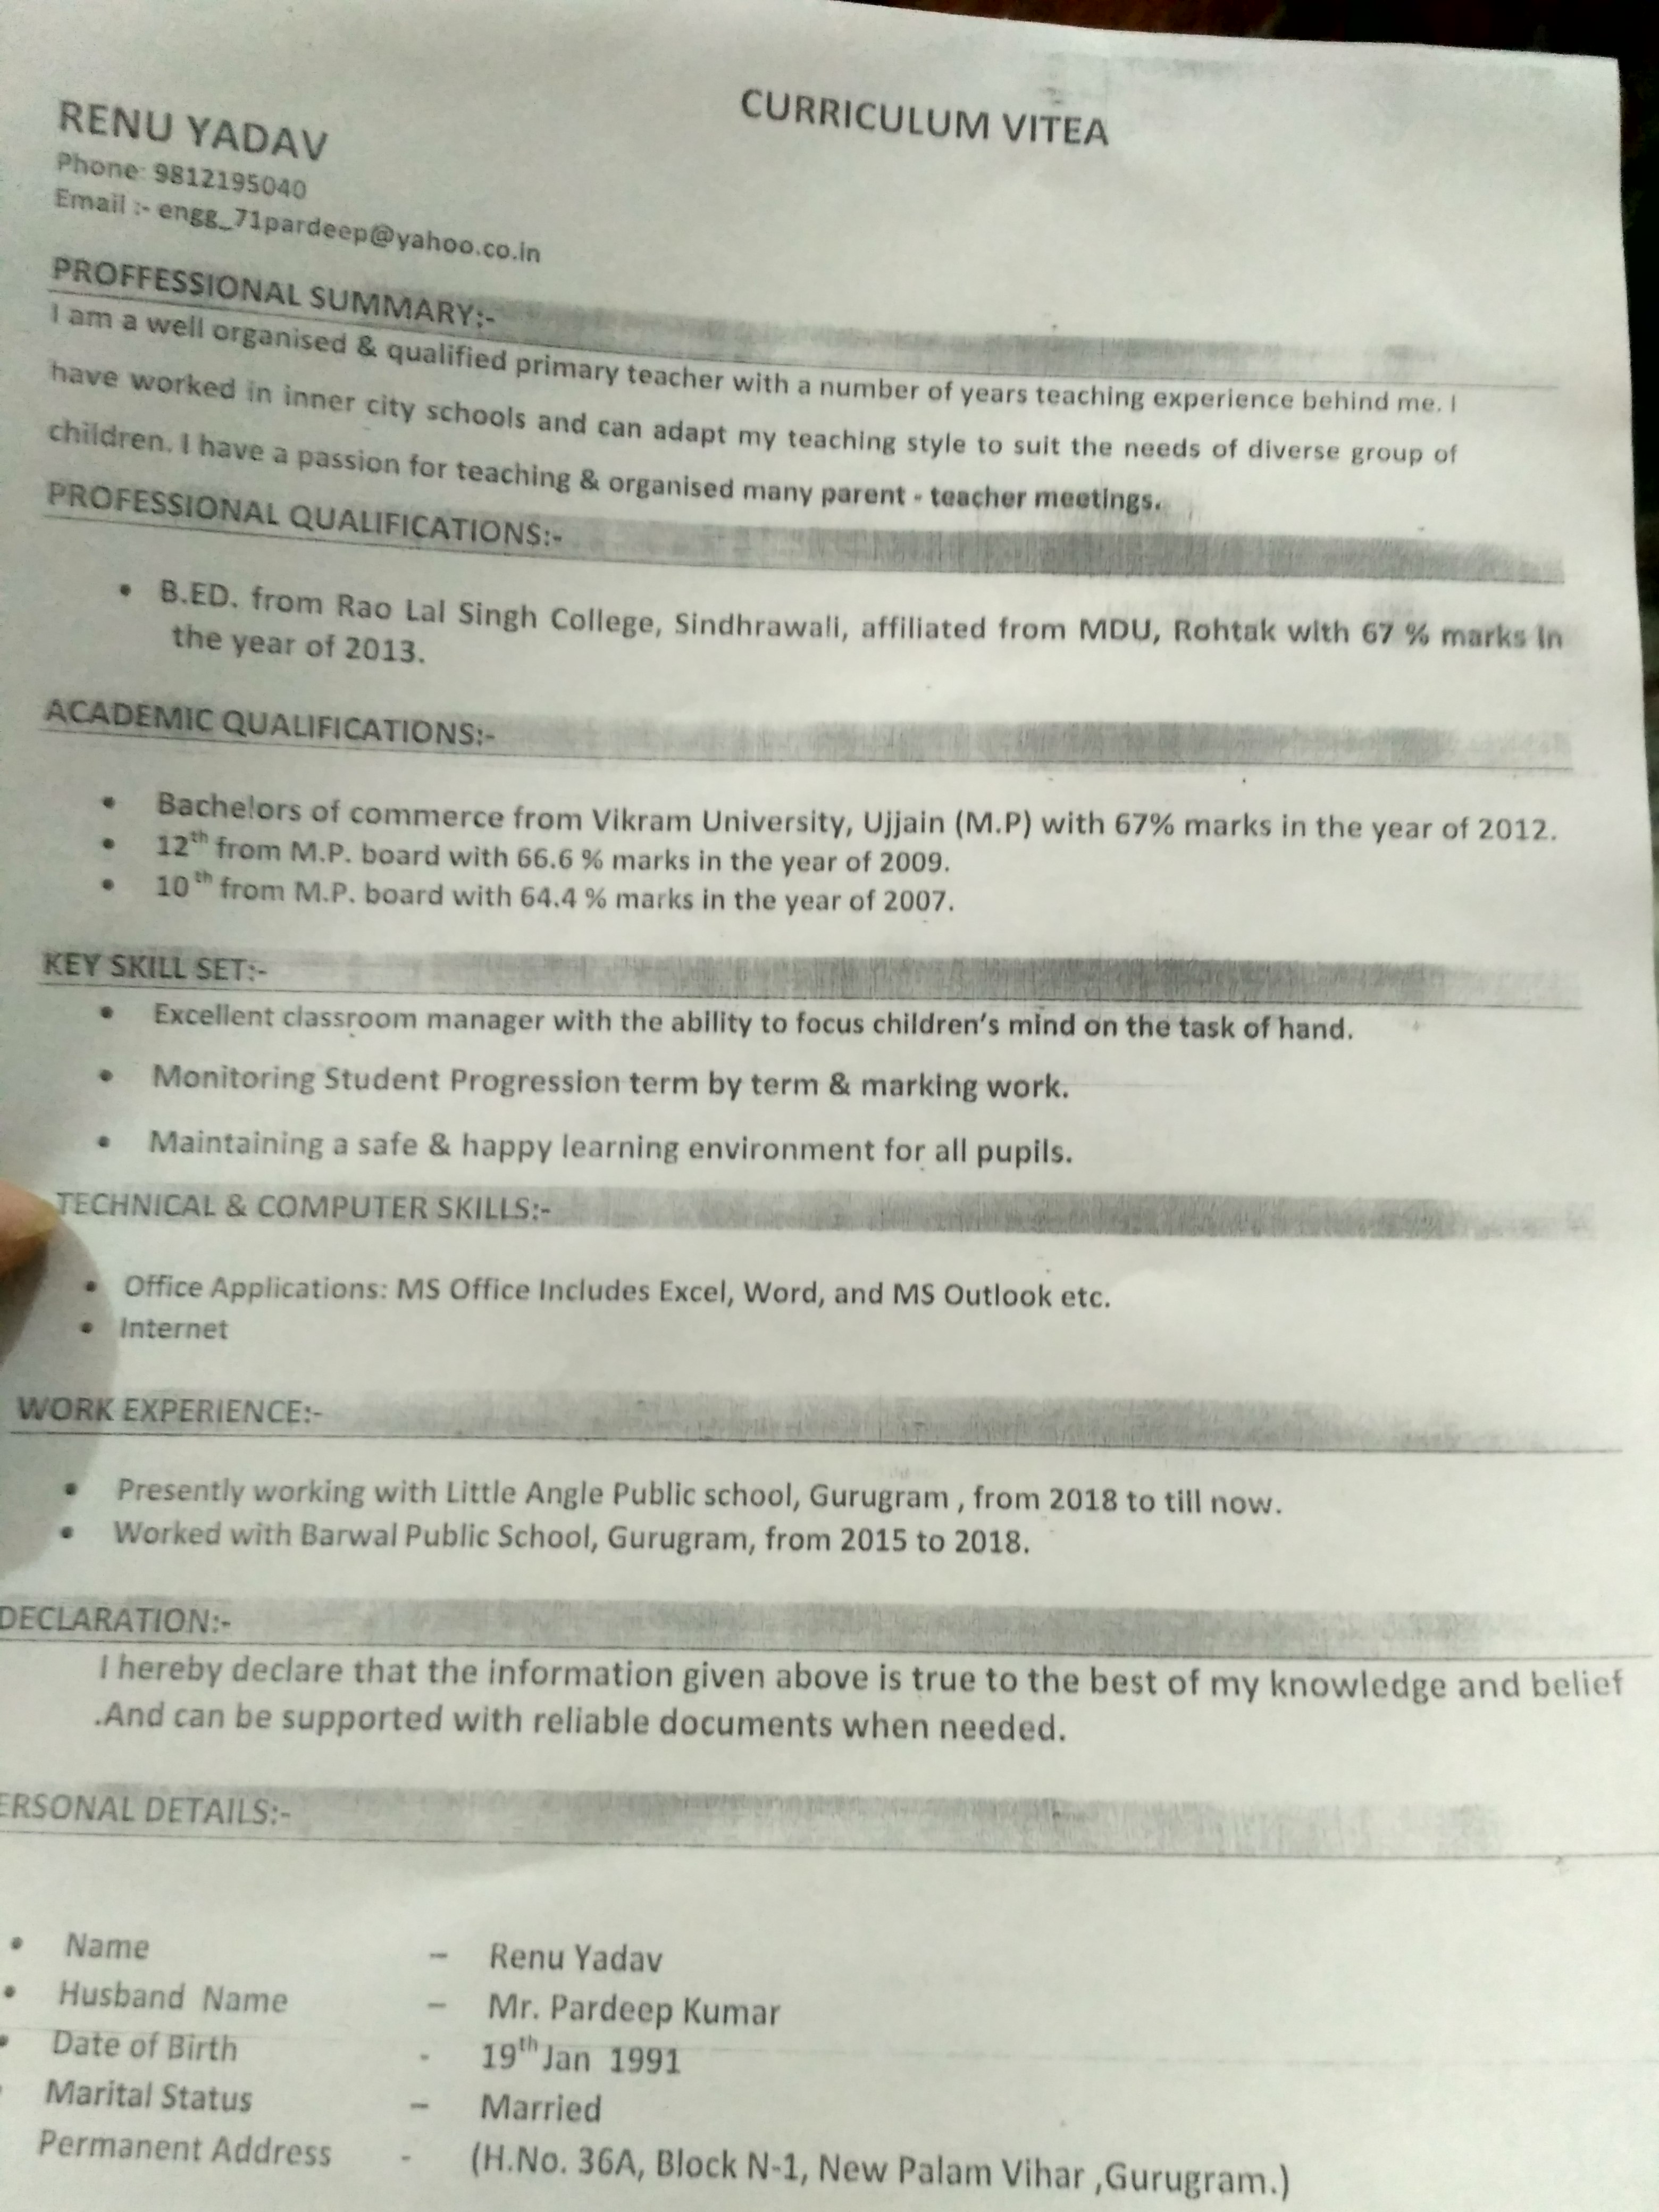 CURRICULUM VITEA
RENU YADAV
Phone: 9812195040
Email :- engg_71pardeep@yahoo.co.in
PROFFESSIONAL SUMMARY:-
I am a well organised & qualified primary teacher with a number of years teaching experience behind me. I
have worked in inner city schools and can adapt my teaching style to suit the needs of diverse group of
children. I have a passion for teaching & organised many parent - teacher meetings.
PROFESSIONAL QUALIFICATIONS:-
• B.ED. from Rao Lal Singh College, Sindhrawali, affiliated from MDU, Rohtak with 67 % marks in
the year of 2013.
ACADEMIC QUALIFICATIONS:-
• Bachelors of commerce from Vikram University, Ujjain (M.P) with 67% marks in the year of 2012.
• 12th from M.P. board with 66.6 % marks in the year of 2009.
• 10th from M.P. board with 64.4 % marks in the year of 2007.
KEY SKILL SET:-
• Excellent classroom manager with the ability to focus children's mind on the task of hand.
• Monitoring Student Progression term by term & marking work.
• Maintaining a safe & happy learning environment for all pupils.
TECHNICAL & COMPUTER SKILLS:-
• Office Applications: MS Office Includes Excel, Word, and MS Outlook etc.
• Internet
WORK EXPERIENCE:-
• Presently working with Little Angle Public school, Gurugram , from 2018 to till now.
• Worked with Barwal Public School, Gurugram, from 2015 to 2018.
DECLARATION:-
I hereby declare that the information given above is true to the best of my knowledge and belief
.And can be supported with reliable documents when needed.
ERSONAL DETAILS:-
• Name – Renu Yadav
• Husband Name – Mr. Pardeep Kumar
• Date of Birth - 19th Jan 1991
Marital Status – Married
Permanent Address - (H.No. 36A, Block N-1, New Palam Vihar ,Gurugram.)